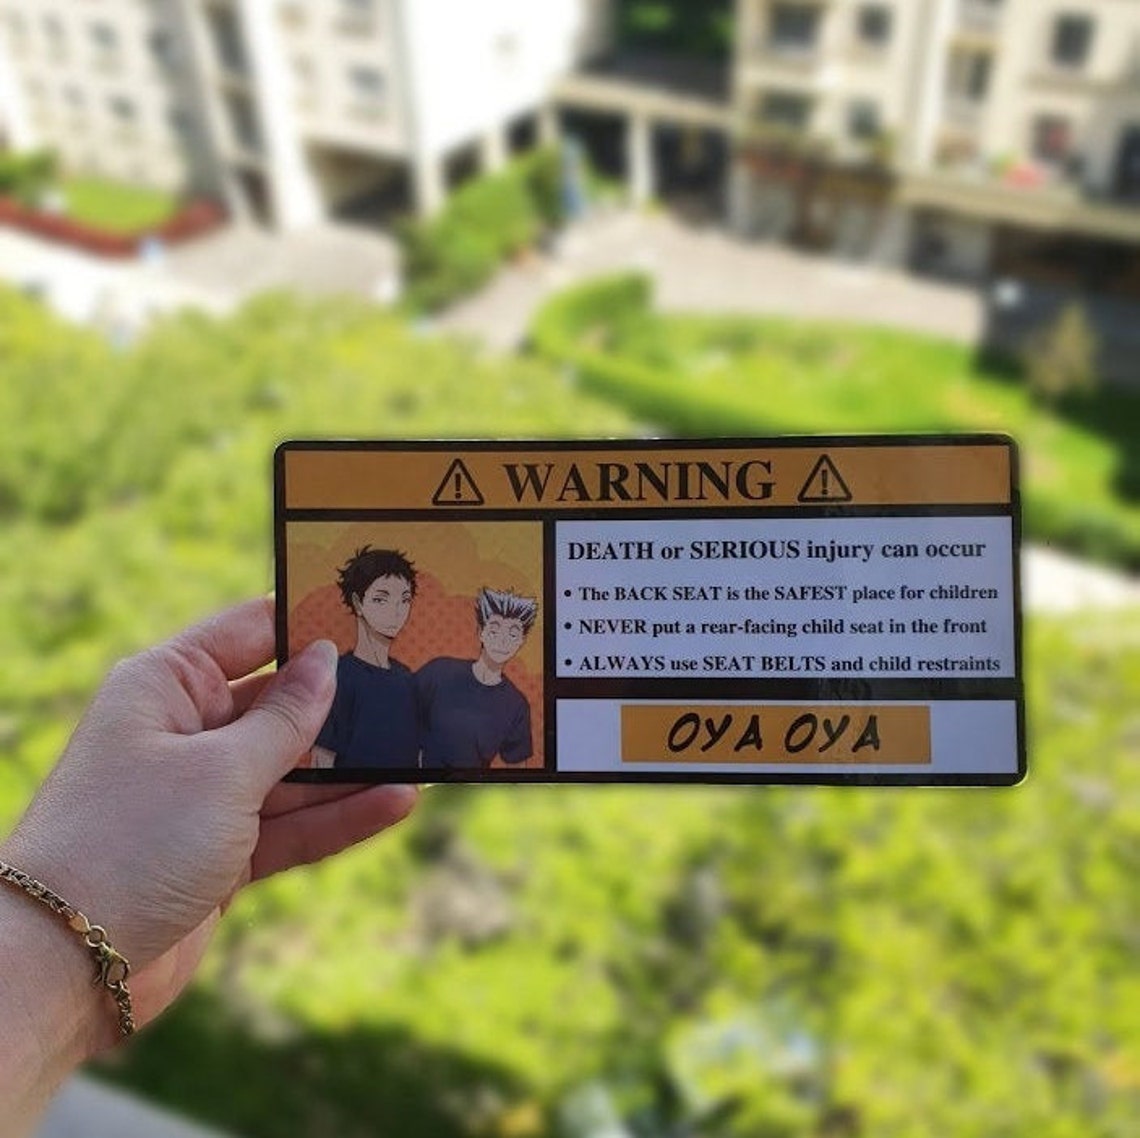 WARNING
DEATH or SERIOUS injury can occur
• The BACK SEAT is the SAFEST place for children
• NEVER put a rear-facing child seat in the front
• ALWAYS use SEAT BELTS and child restraints
OYA OYA